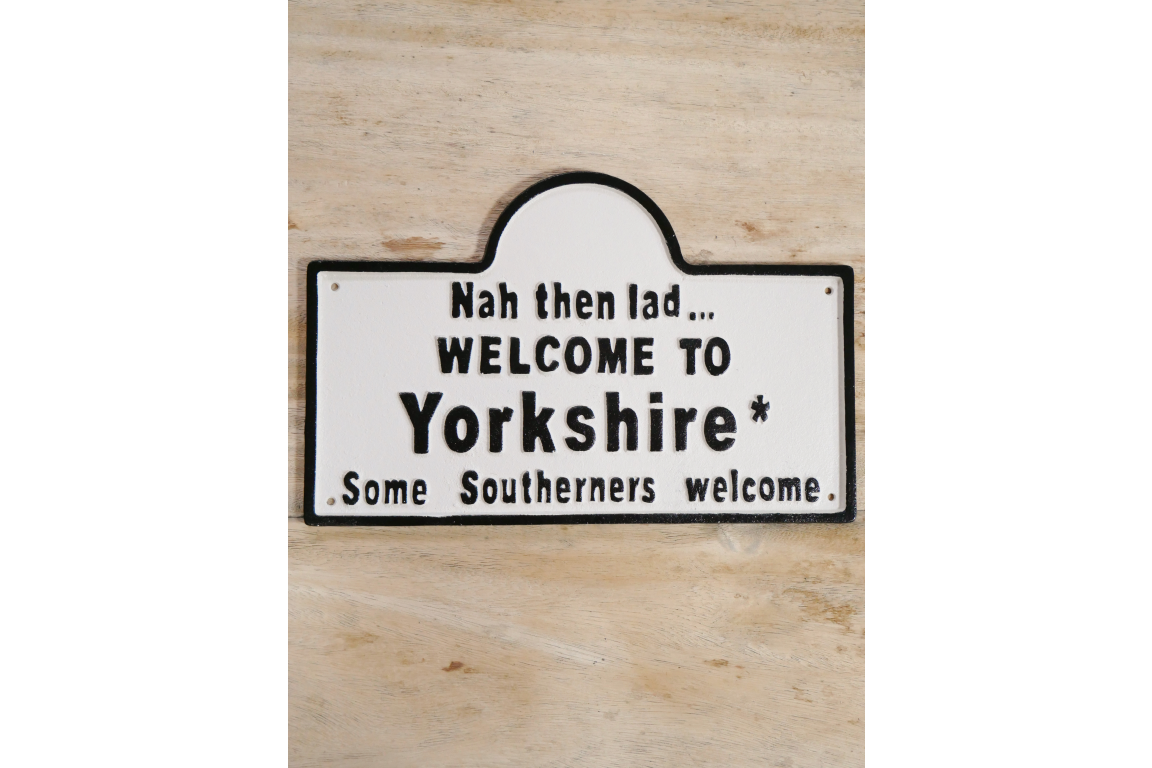 Nah then lad...
WELCOME TO
Yorkshire*
Some Southerners welcome